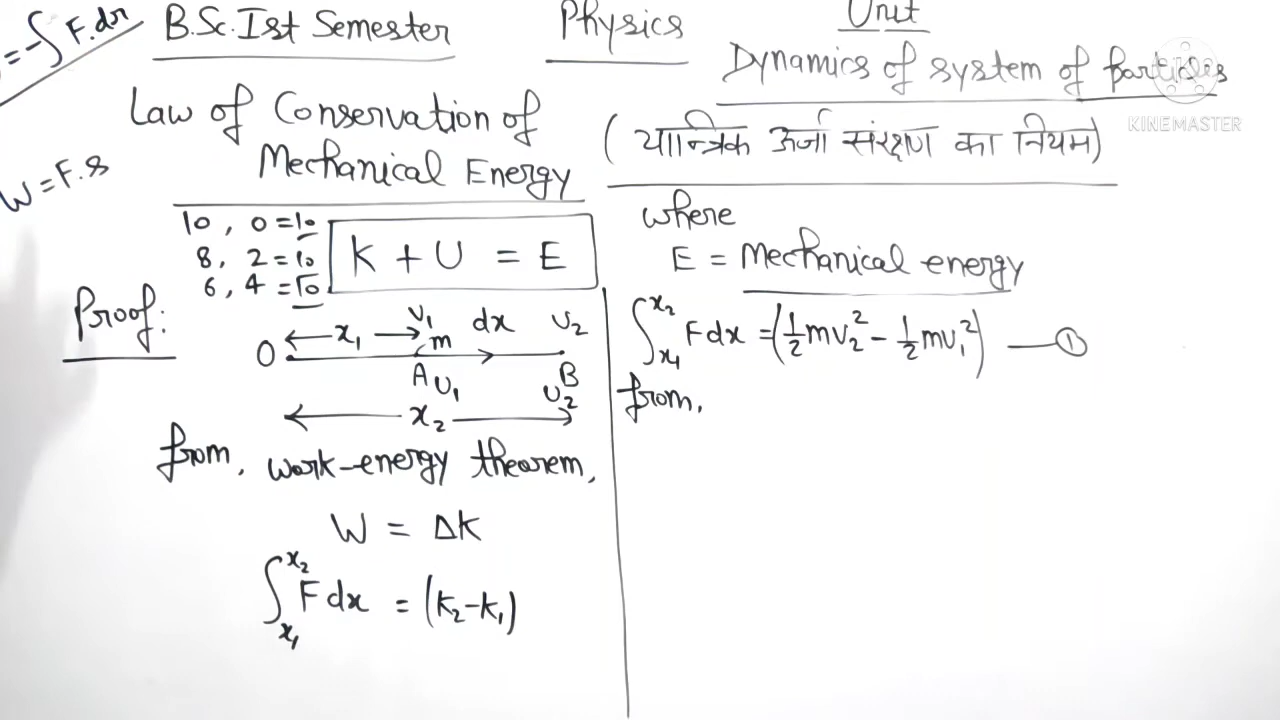 = -∫ F.dr
B.Sc. Ist Semester
Physics
Unit
Dynamics of system of particles
KINEMASTER
Law of Conservation of
Mechanical Energy
(यान्त्रिक ऊर्जा संरक्षण का नियम)
W = F.s
10, 0 = 10
8, 2 = 10
6, 4 = 10
K + U = E
where
E = Mechanical energy
Proof:
O x₁ v₁ m dx v₂
A U₁ B U₂
x₂
from, work-energy theorem,
W = ΔK
∫ₓ₁ˣ² F dx = (K₂-K₁)
∫ₓ₁ˣ² F dx = (½mv₂² - ½mv₁²) — ①
from,